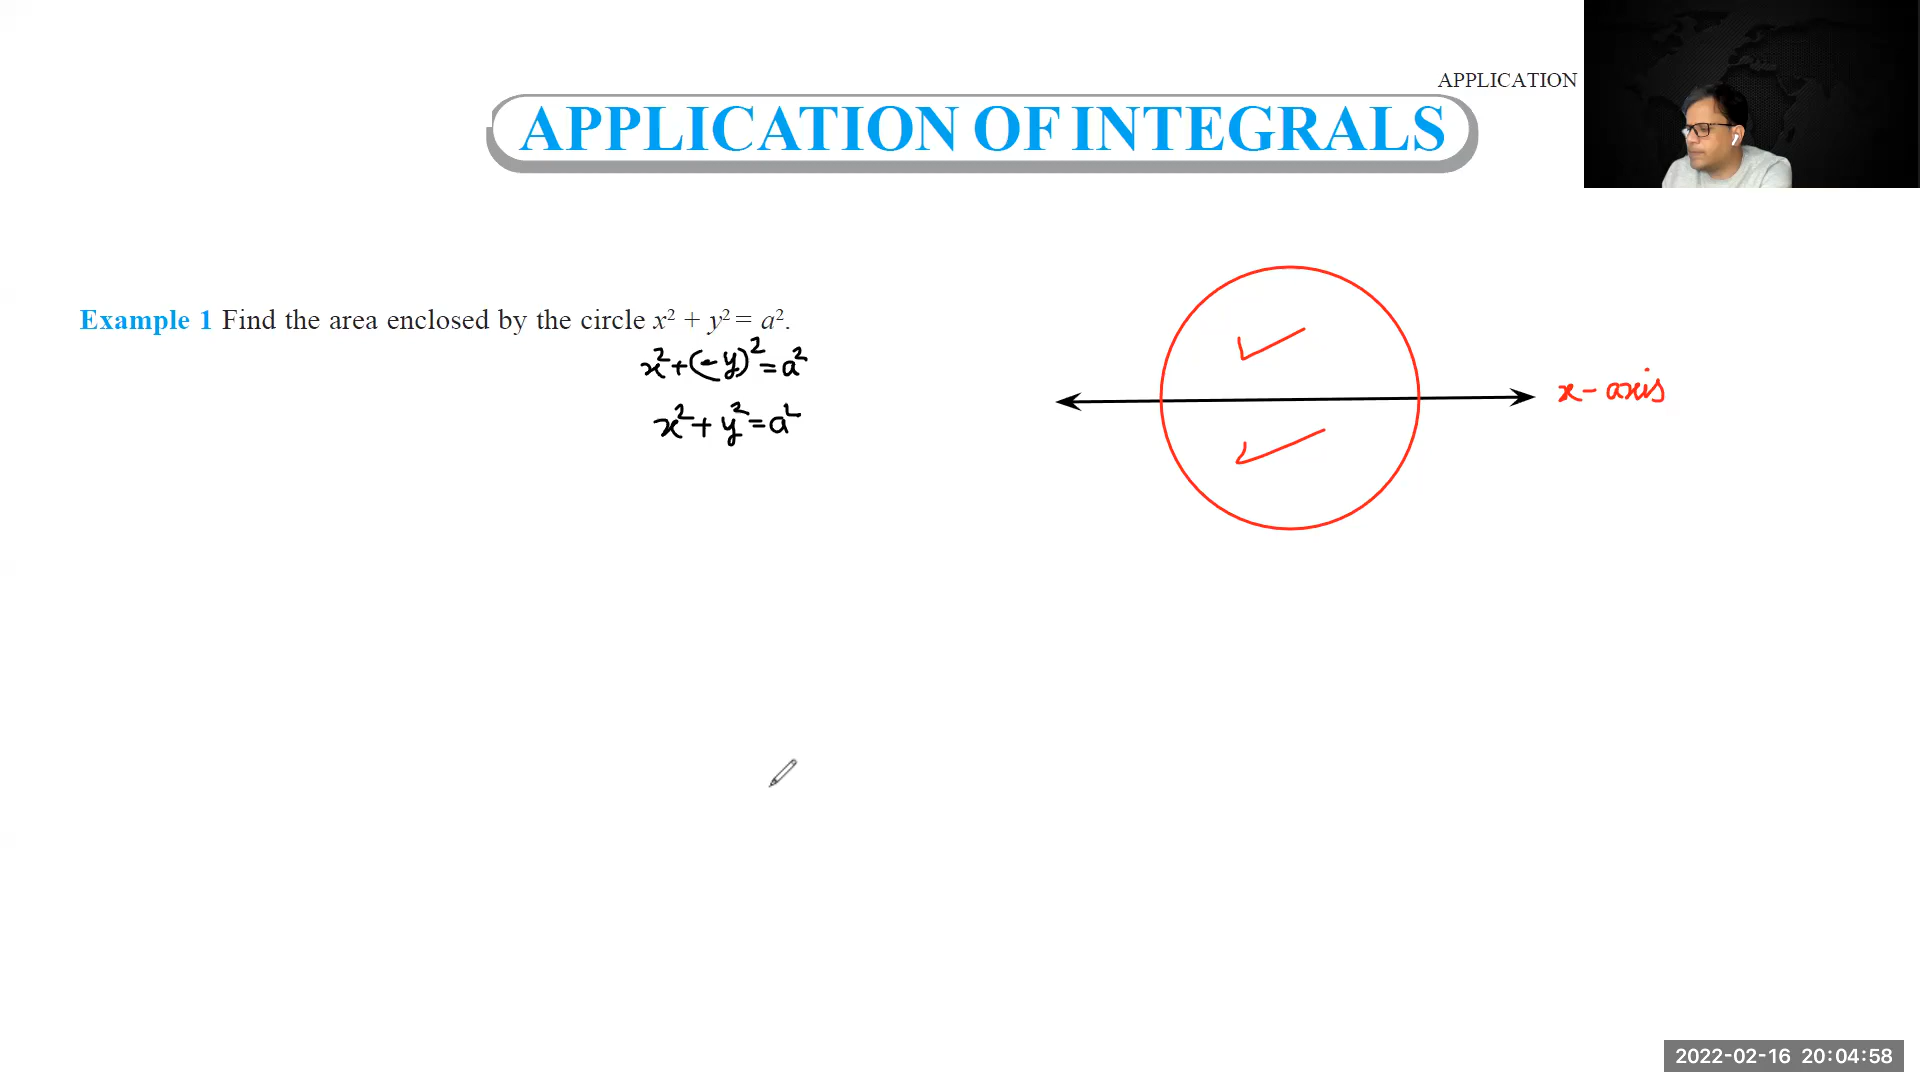 APPLICATION
APPLICATION OF INTEGRALS
Example 1 Find the area enclosed by the circle x² + y² = a².
x² + (-y)² = a²
x² + y² = a²
x - axis
2022-02-16 20:04:58